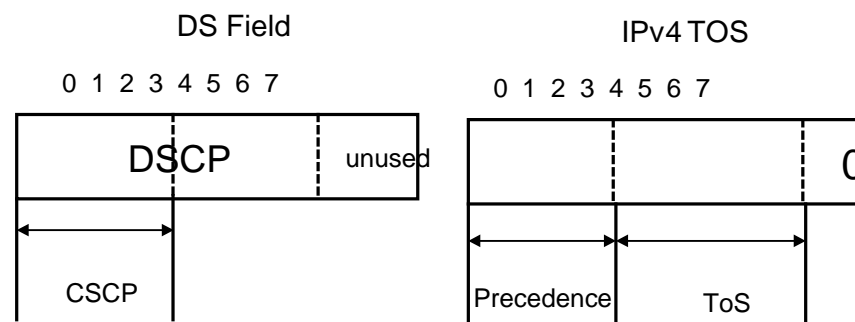 DS Field
0 1 2 3 4 5 6 7
DSCP
unused
CSCP
IPv4 TOS
0 1 2 3 4 5 6 7
0
Precedence
ToS